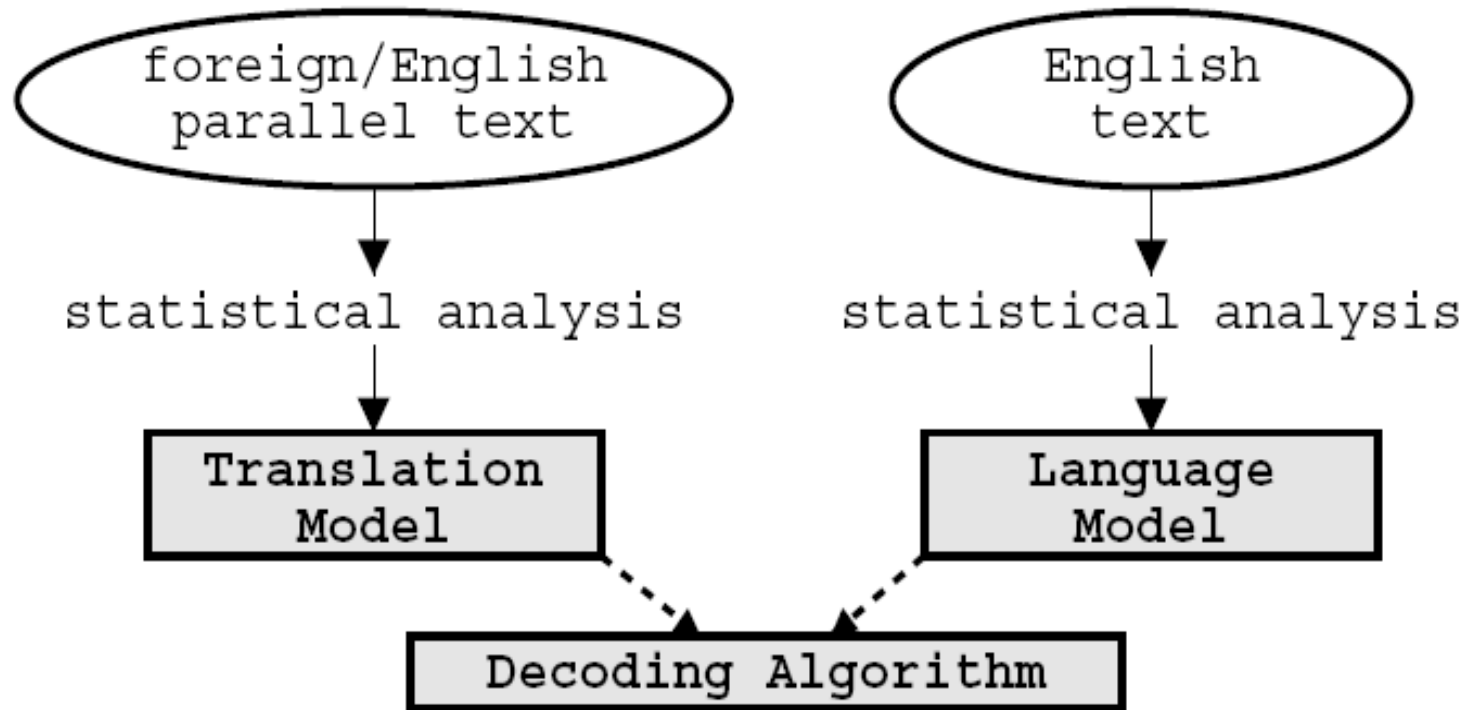 foreign/English
parallel text
English
text
statistical analysis
statistical analysis
Translation
Model
Language
Model
Decoding Algorithm